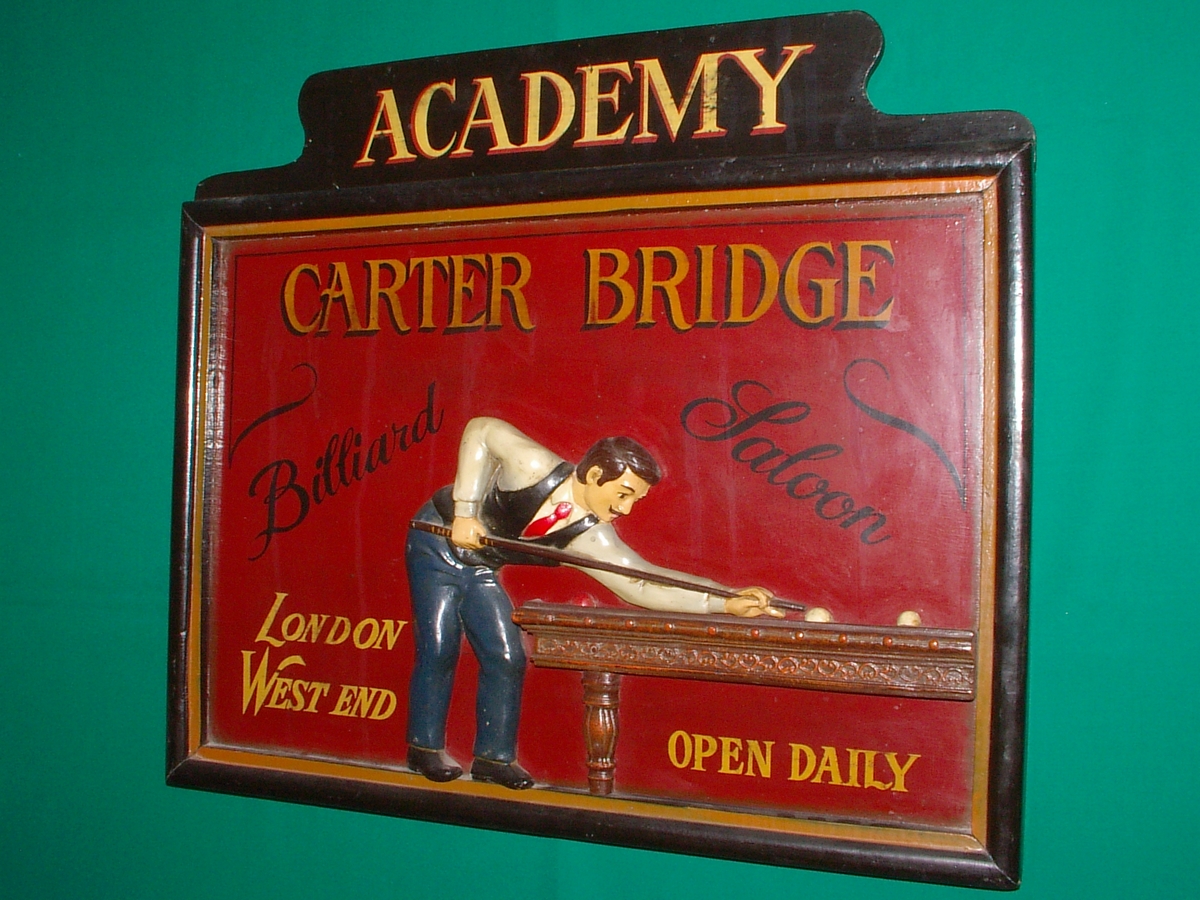 ACADEMY
CARTER BRIDGE
Billiard Saloon
LONDON
WEST END
OPEN DAILY